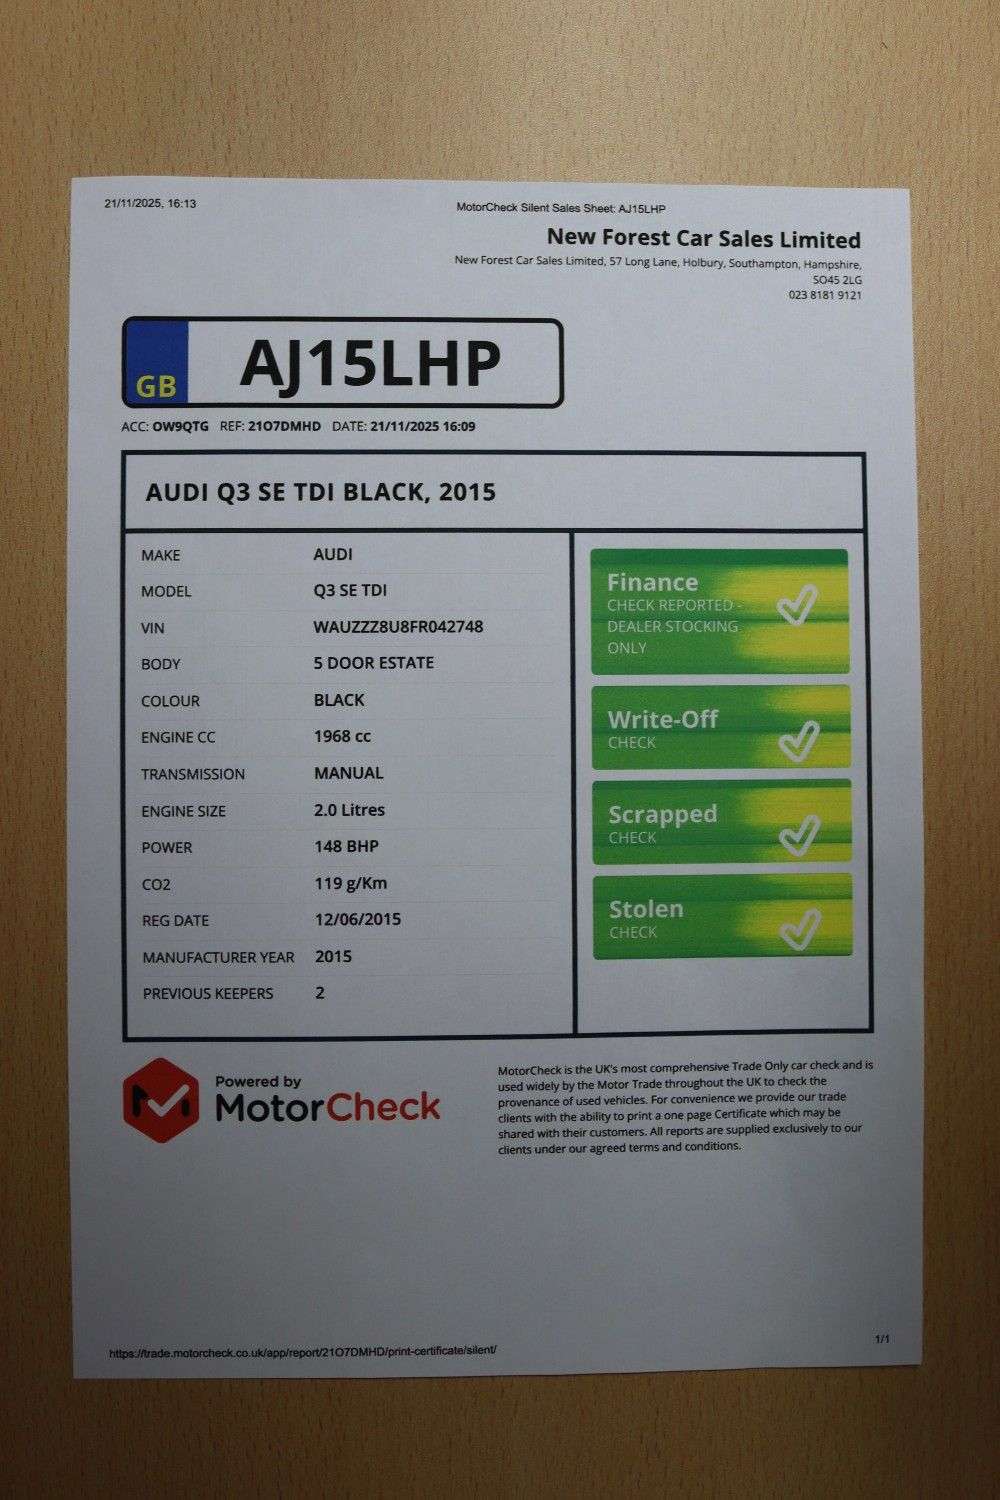 21/11/2025, 16:13
MotorCheck Silent Sales Sheet: AJ15LHP
New Forest Car Sales Limited
New Forest Car Sales Limited, 57 Long Lane, Holbury, Southampton, Hampshire,
SO45 2LG
023 8181 9121
GB
AJ15LHP
ACC: OW9QTG REF: 21O7DMHD DATE: 21/11/2025 16:09
AUDI Q3 SE TDI BLACK, 2015
MAKE AUDI
MODEL Q3 SE TDI
VIN WAUZZZ8U8FR042748
BODY 5 DOOR ESTATE
COLOUR BLACK
ENGINE CC 1968 cc
TRANSMISSION MANUAL
ENGINE SIZE 2.0 Litres
POWER 148 BHP
CO2 119 g/Km
REG DATE 12/06/2015
MANUFACTURER YEAR 2015
PREVIOUS KEEPERS 2
Finance
CHECK REPORTED -
DEALER STOCKING
ONLY
Write-Off
CHECK
Scrapped
CHECK
Stolen
CHECK
Powered by
MotorCheck
MotorCheck is the UK's most comprehensive Trade Only car check and is
used widely by the Motor Trade throughout the UK to check the
provenance of used vehicles. For convenience we provide our trade
clients with the ability to print a one page Certificate which may be
shared with their customers. All reports are supplied exclusively to our
clients under our agreed terms and conditions.
https://trade.motorcheck.co.uk/app/report/21O7DMHD/print-certificate/silent/
1/1